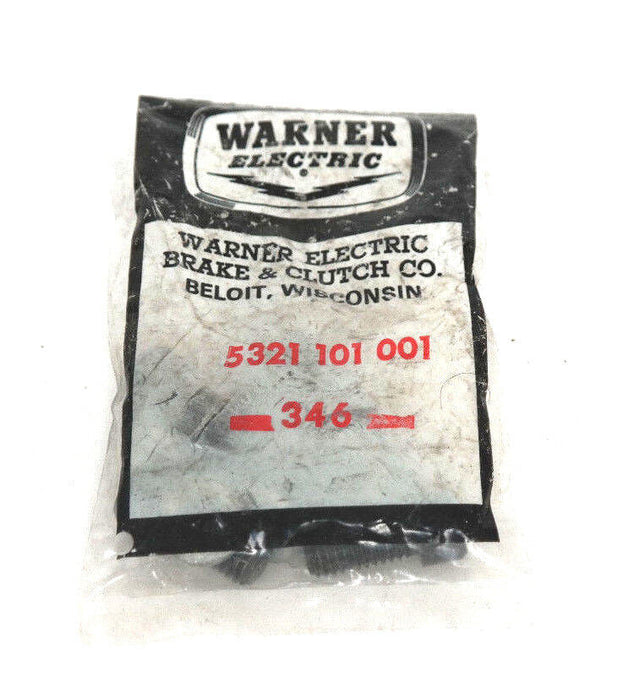 WARNER
ELECTRIC
®
WARNER ELECTRIC
BRAKE & CLUTCH CO.
BELOIT, WISCONSIN
5321 101 001
346